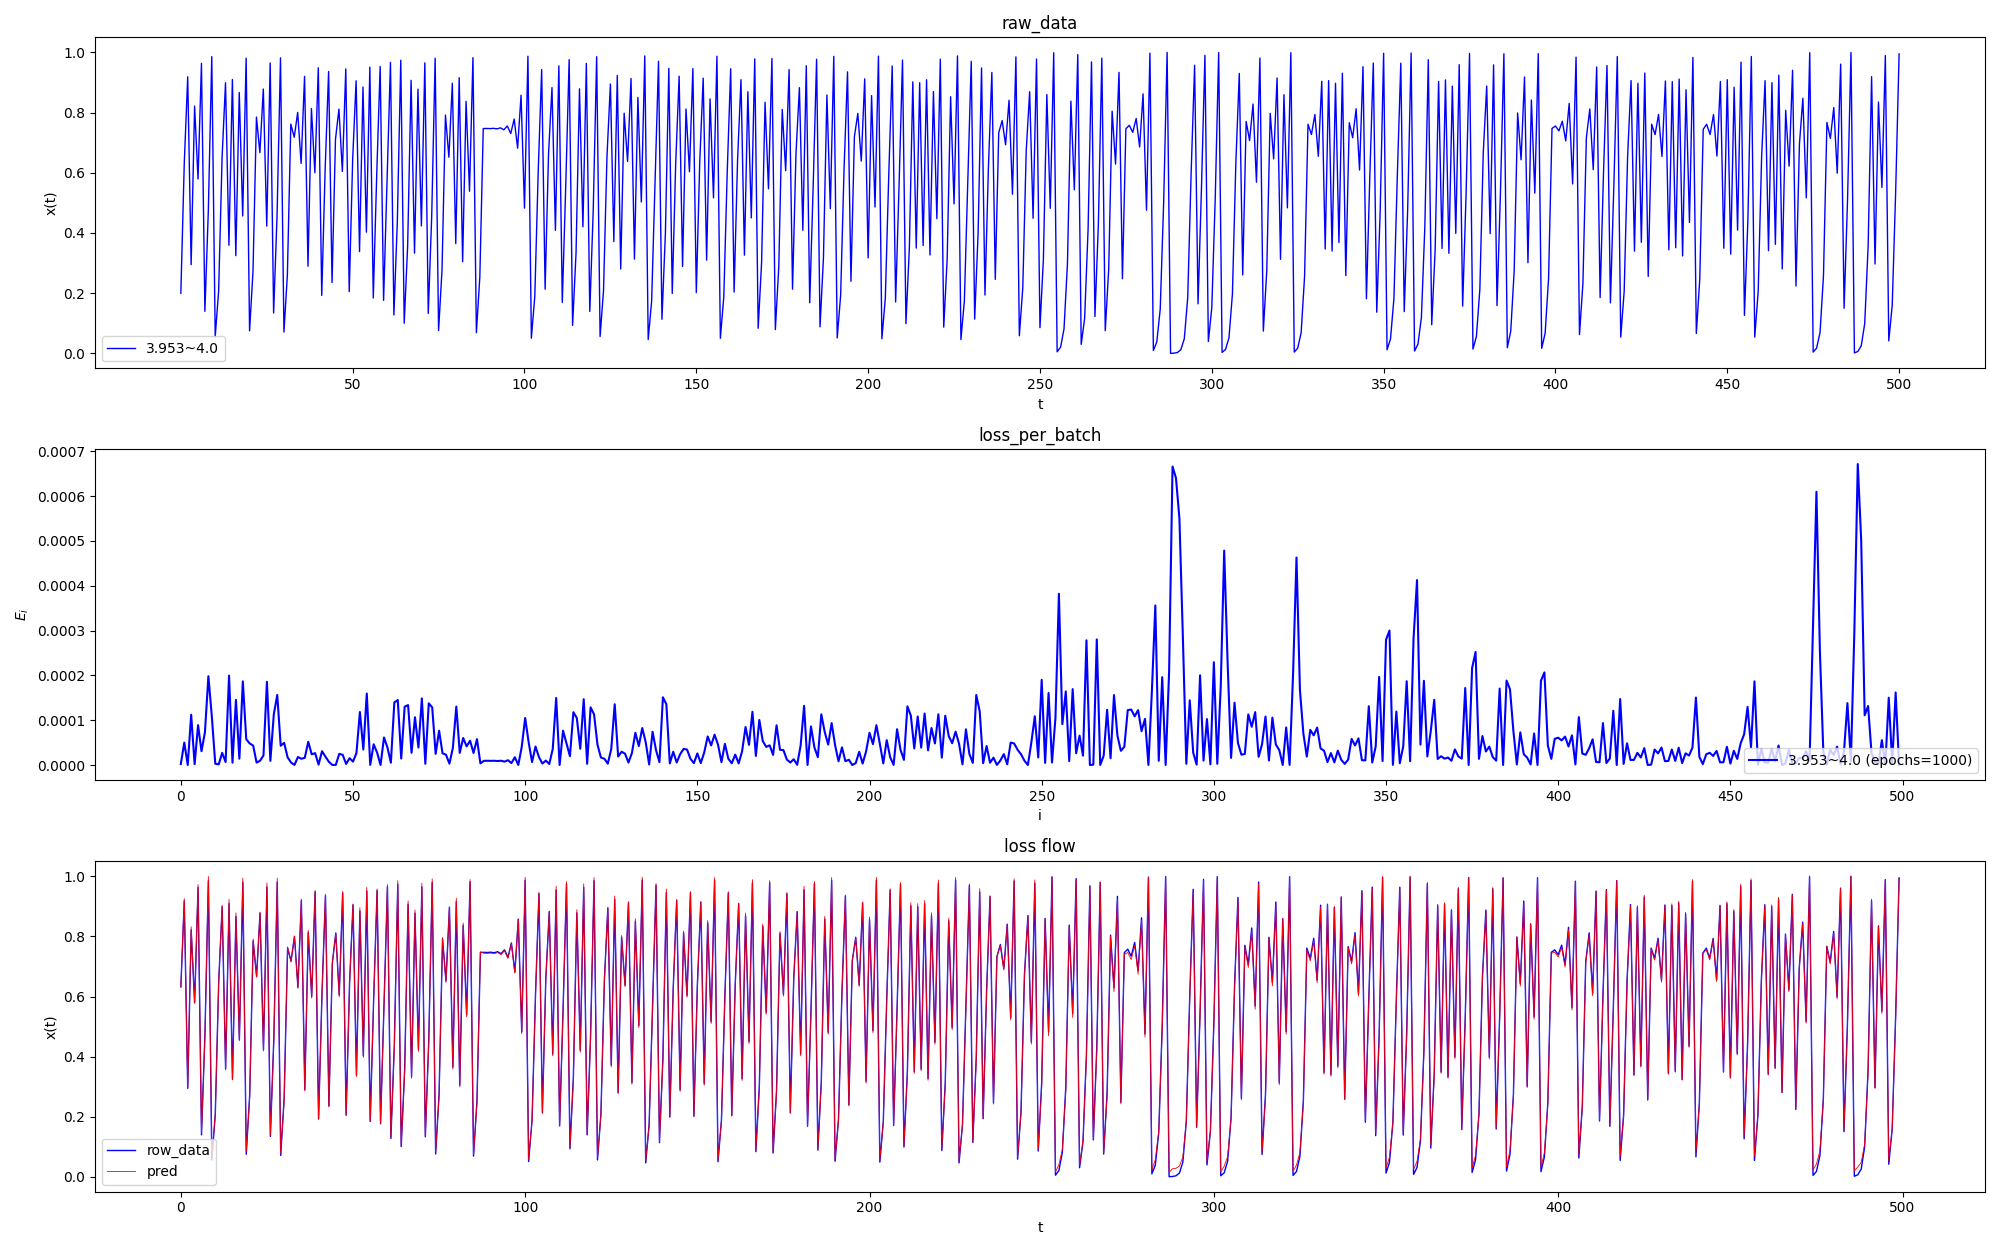 raw_data
1.0
0.8
0.6
0.4
0.2
0.0
x(t)
3.953~4.0
50 100 150 200 250 300 350 400 450 500
t
loss_per_batch
0.0007
0.0006
0.0005
0.0004
0.0003
0.0002
0.0001
0.0000
E_i
3.953~4.0 (epochs=1000)
0 50 100 150 200 250 300 350 400 450 500
i
loss flow
1.0
0.8
0.6
0.4
0.2
0.0
x(t)
row_data
pred
0 100 200 300 400 500
t